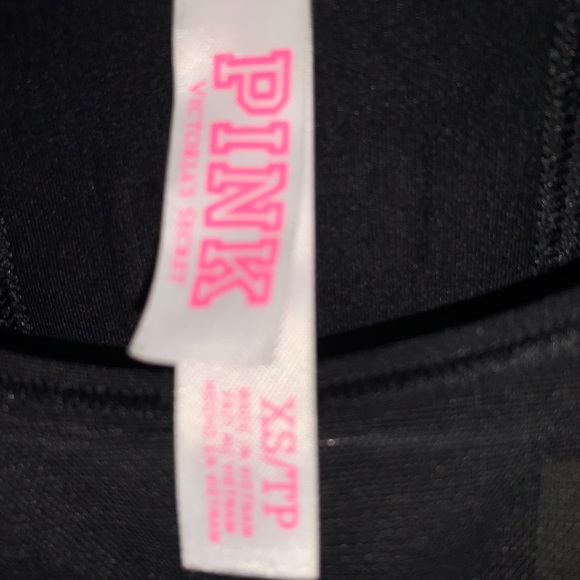 PINK
VICTORIA'S SECRET
XS/TP
MADE IN VIETNAM
FAIT AU VIETNAM
HECHO EN VIETNAM